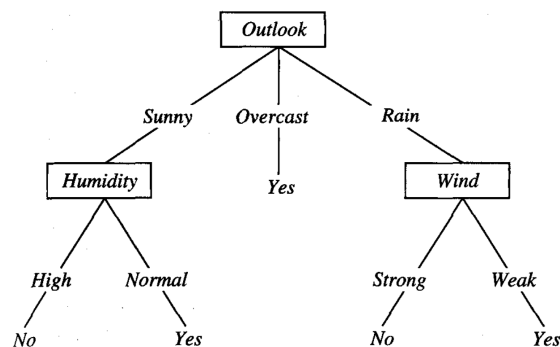 Outlook
Sunny Overcast Rain
Humidity Yes Wind
High Normal Strong Weak
No Yes No Yes